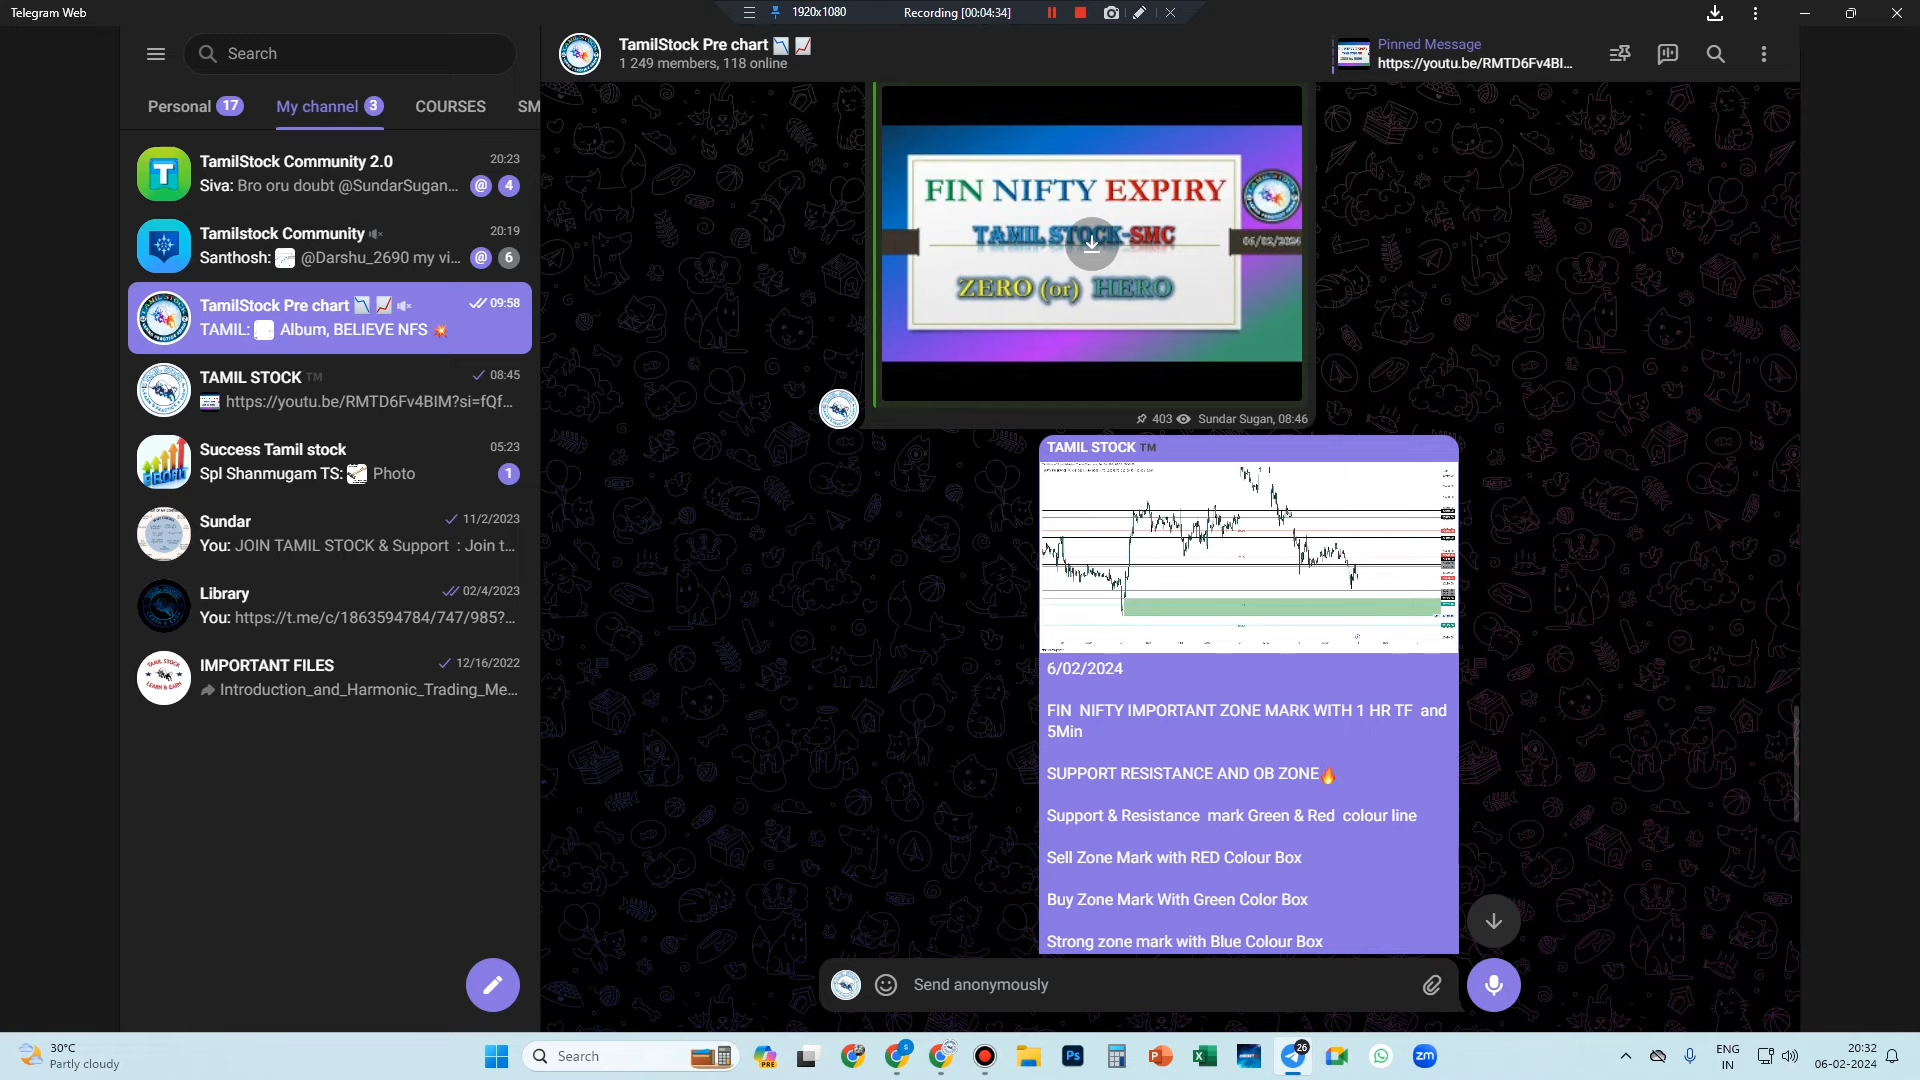 Telegram Web
1920x1080
Recording [00:04:34]
Search
TamilStock Pre chart
1 249 members, 118 online
Pinned Message
https://youtu.be/RMTD6Fv4BI...
Personal 17
My channel 3
COURSES
SM
TamilStock Community 2.0
20:23
Siva: Bro oru doubt @SundarSugan...
@ 4
Tamilstock Community
20:19
Santhosh: @Darshu_2690 my vi...
@ 6
TamilStock Pre chart
09:58
TAMIL: Album, BELIEVE NFS
TAMIL STOCK ™
08:45
https://youtu.be/RMTD6Fv4BIM?si=fQf...
Success Tamil stock
05:23
Spl Shanmugam TS: Photo
1
Sundar
11/2/2023
You: JOIN TAMIL STOCK & Support : Join t...
Library
02/4/2023
You: https://t.me/c/1863594784/747/985?...
IMPORTANT FILES
12/16/2022
Introduction_and_Harmonic_Trading_Me...
FIN NIFTY EXPIRY
TAMIL STOCK-SMC
06/02/2024
ZERO (or) HERO
403 Sundar Sugan, 08:46
TAMIL STOCK ™
6/02/2024
FIN NIFTY IMPORTANT ZONE MARK WITH 1 HR TF and
5Min
SUPPORT RESISTANCE AND OB ZONE
Support & Resistance mark Green & Red colour line
Sell Zone Mark with RED Colour Box
Buy Zone Mark With Green Color Box
Strong zone mark with Blue Colour Box
Send anonymously
30°C
Partly cloudy
Search
PRE
S
Ps
26
zm
ENG
IN
20:32
06-02-2024